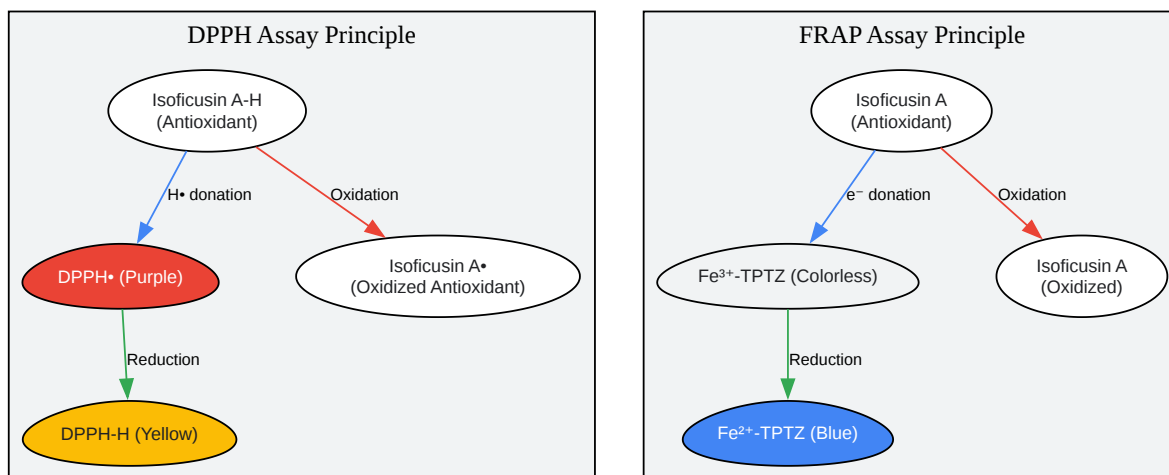 DPPH Assay Principle
Isoficusin A-H
(Antioxidant)
H• donation
Oxidation
DPPH• (Purple)
Isoficusin A•
(Oxidized Antioxidant)
Reduction
DPPH-H (Yellow)
FRAP Assay Principle
Isoficusin A
(Antioxidant)
e⁻ donation
Oxidation
Fe³⁺-TPTZ (Colorless)
Isoficusin A
(Oxidized)
Reduction
Fe²⁺-TPTZ (Blue)